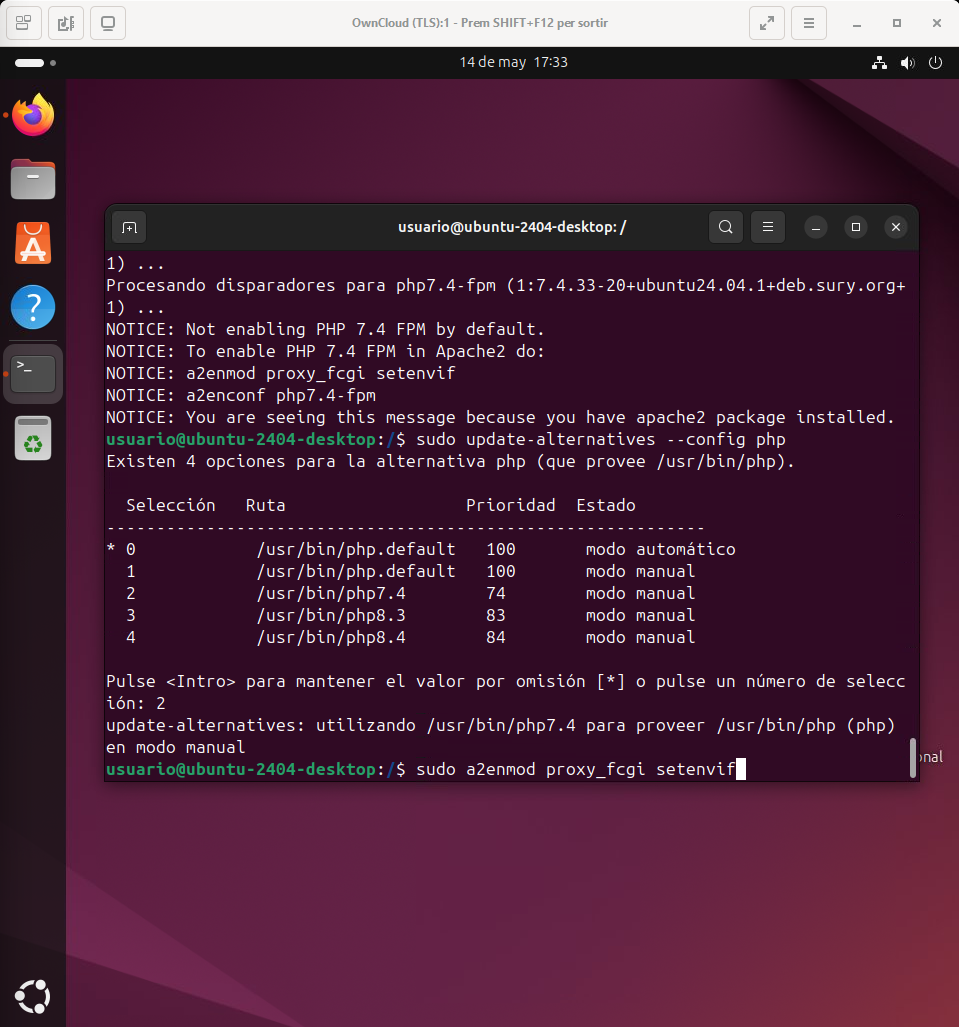 OwnCloud (TLS):1 - Prem SHIFT+F12 per sortir
14 de may 17:33
usuario@ubuntu-2404-desktop: /
1) ...
Procesando disparadores para php7.4-fpm (1:7.4.33-20+ubuntu24.04.1+deb.sury.org+
1) ...
NOTICE: Not enabling PHP 7.4 FPM by default.
NOTICE: To enable PHP 7.4 FPM in Apache2 do:
NOTICE: a2enmod proxy_fcgi setenvif
NOTICE: a2enconf php7.4-fpm
NOTICE: You are seeing this message because you have apache2 package installed.
usuario@ubuntu-2404-desktop:/$ sudo update-alternatives --config php
Existen 4 opciones para la alternativa php (que provee /usr/bin/php).
Selección Ruta Prioridad Estado
------------------------------------------------------------
* 0 /usr/bin/php.default 100 modo automático
1 /usr/bin/php.default 100 modo manual
2 /usr/bin/php7.4 74 modo manual
3 /usr/bin/php8.3 83 modo manual
4 /usr/bin/php8.4 84 modo manual
Pulse <Intro> para mantener el valor por omisión [*] o pulse un número de selecc
ión: 2
update-alternatives: utilizando /usr/bin/php7.4 para proveer /usr/bin/php (php)
en modo manual
usuario@ubuntu-2404-desktop:/$ sudo a2enmod proxy_fcgi setenvif
onal